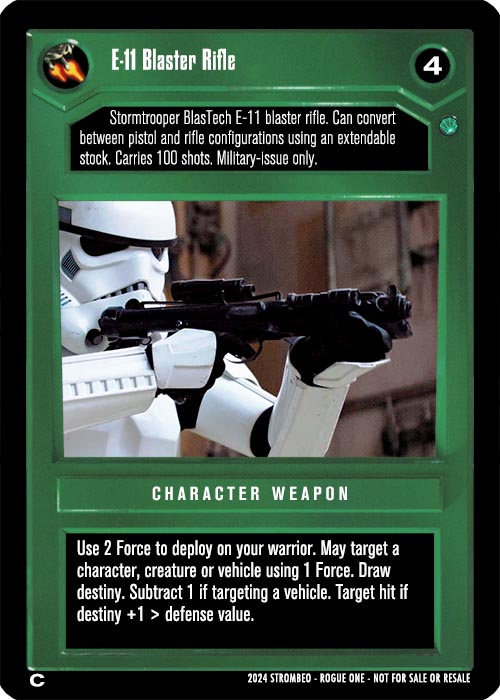 E-11 Blaster Rifle
4
Stormtrooper BlasTech E-11 blaster rifle. Can convert
between pistol and rifle configurations using an extendable
stock. Carries 100 shots. Military-issue only.
CHARACTER WEAPON
Use 2 Force to deploy on your warrior. May target a
character, creature or vehicle using 1 Force. Draw
destiny. Subtract 1 if targeting a vehicle. Target hit if
destiny +1 > defense value.
C
2024 STROMBEO - ROGUE ONE - NOT FOR SALE OR RESALE